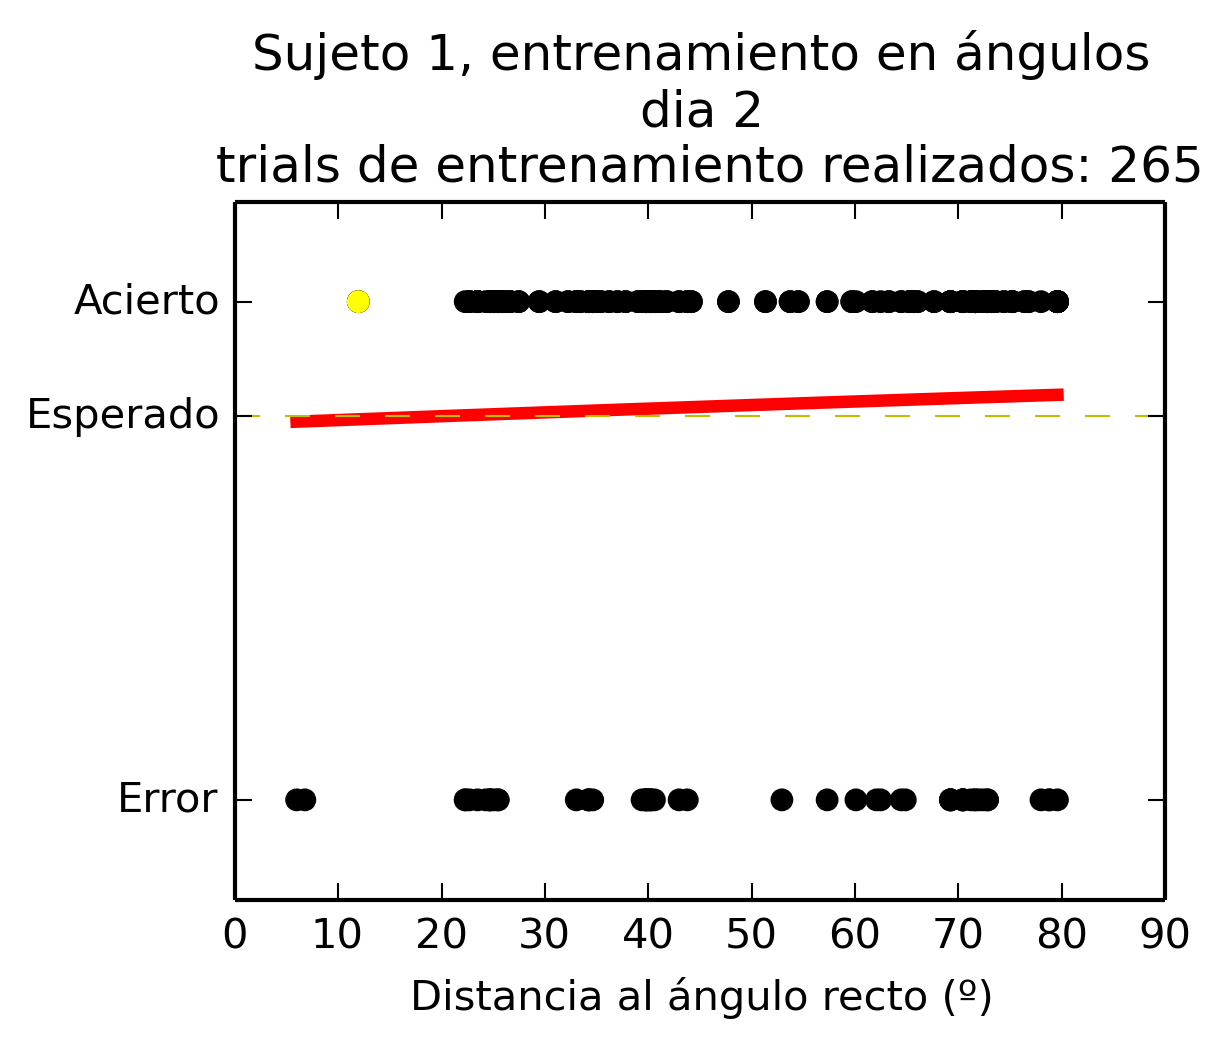 Sujeto 1, entrenamiento en ángulos
dia 2
trials de entrenamiento realizados: 265
Acierto
Esperado
Error
0 10 20 30 40 50 60 70 80 90
Distancia al ángulo recto (º)